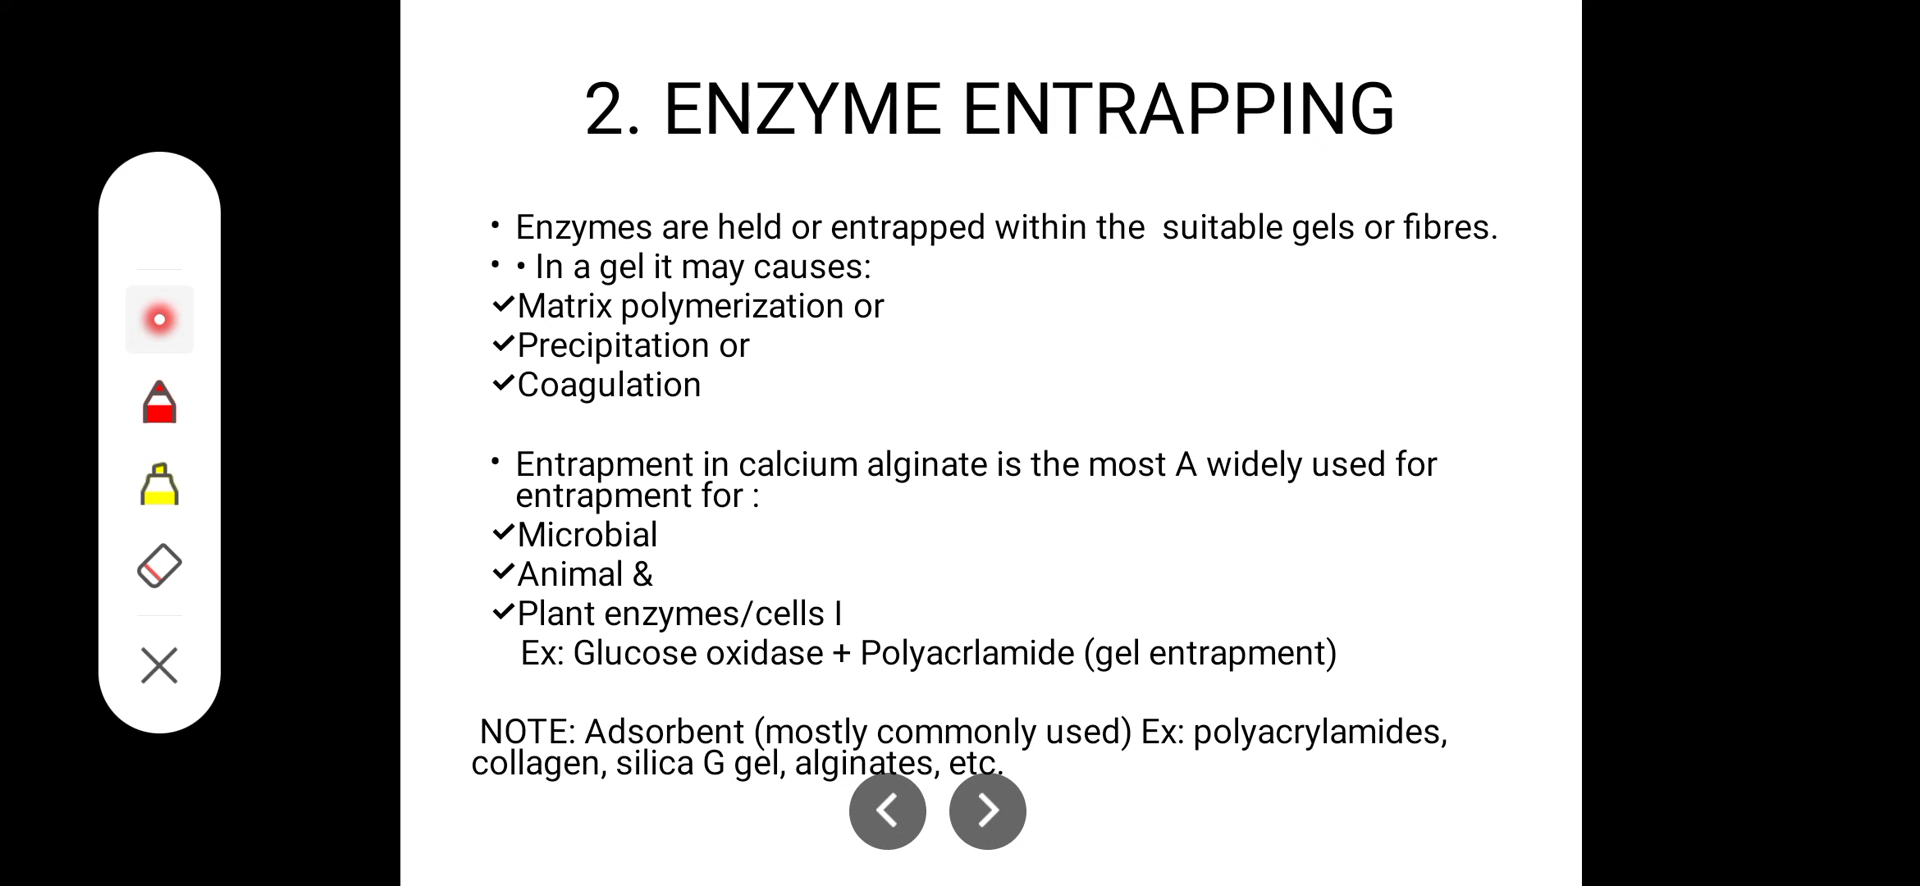 2. ENZYME ENTRAPPING
• Enzymes are held or entrapped within the suitable gels or fibres.
• • In a gel it may causes:
✓Matrix polymerization or
✓Precipitation or
✓Coagulation
• Entrapment in calcium alginate is the most A widely used for
entrapment for :
✓Microbial
✓Animal &
✓Plant enzymes/cells I
Ex: Glucose oxidase + Polyacrlamide (gel entrapment)
NOTE: Adsorbent (mostly commonly used) Ex: polyacrylamides,
collagen, silica G gel, alginates, etc.